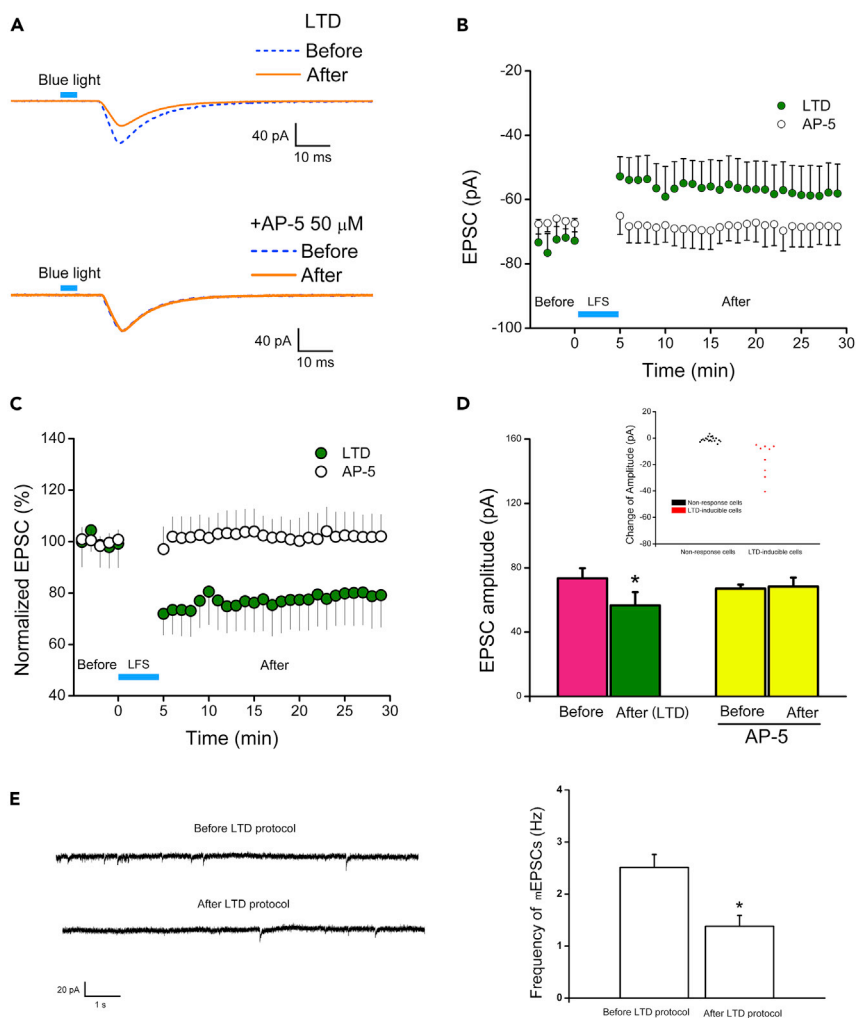 A
LTD
Before
After
Blue light
40 pA
10 ms
+AP-5 50 μM
Before
After
Blue light
40 pA
10 ms
B
-20
-40
-60
-80
-100
EPSC (pA)
LTD
AP-5
Before
LFS
After
0 5 10 15 20 25 30
Time (min)
C
140
120
100
80
60
40
Normalized EPSC (%)
LTD
AP-5
Before
LFS
After
0 5 10 15 20 25 30
Time (min)
D
160
120
80
40
0
EPSC amplitude (pA)
20
0
-20
-40
-60
-80
Change of Amplitude (pA)
Non-response cells
LTD-inducible cells
Non-response cells LTD-inducible cells
*
Before After (LTD) Before After
AP-5
E
Before LTD protocol
After LTD protocol
20 pA
1 s
4
3
2
1
0
Frequency of mEPSCs (Hz)
*
Before LTD protocol After LTD protocol